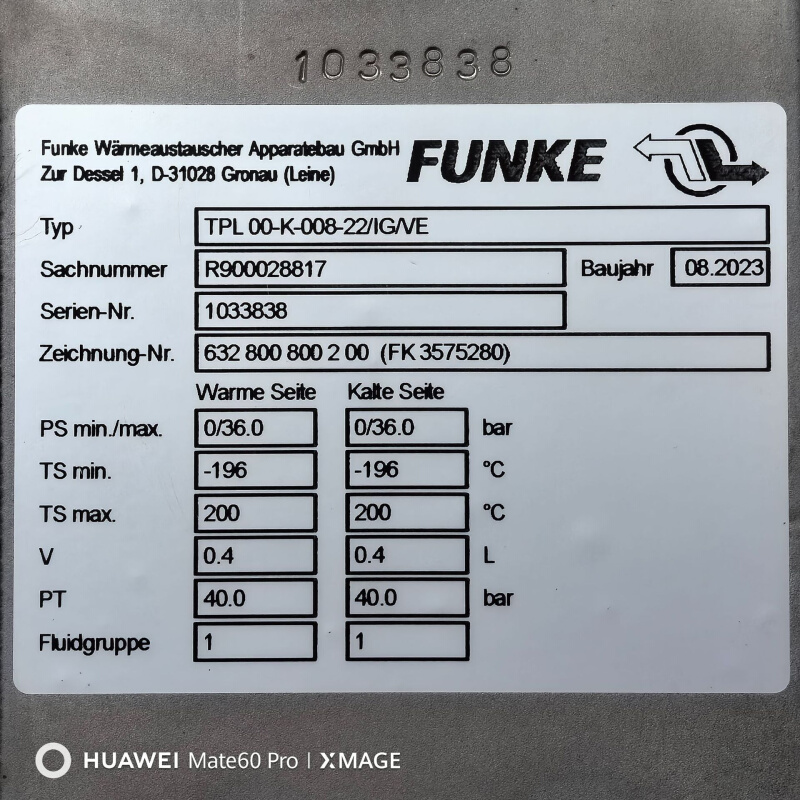 1033838
Funke Wärmeaustauscher Apparatebau GmbH
Zur Dessel 1, D-31028 Gronau (Leine)
FUNKE
Typ TPL 00-K-008-22/IG/VE
Sachnummer R900028817 Baujahr 08.2023
Serien-Nr. 1033838
Zeichnung-Nr. 632 800 800 2 00 (FK 3575280)
Warme Seite Kalte Seite
PS min./max. 0/36.0 0/36.0 bar
TS min. -196 -196 °C
TS max. 200 200 °C
V 0.4 0.4 L
PT 40.0 40.0 bar
Fluidgruppe 1 1
HUAWEI Mate60 Pro | XMAGE